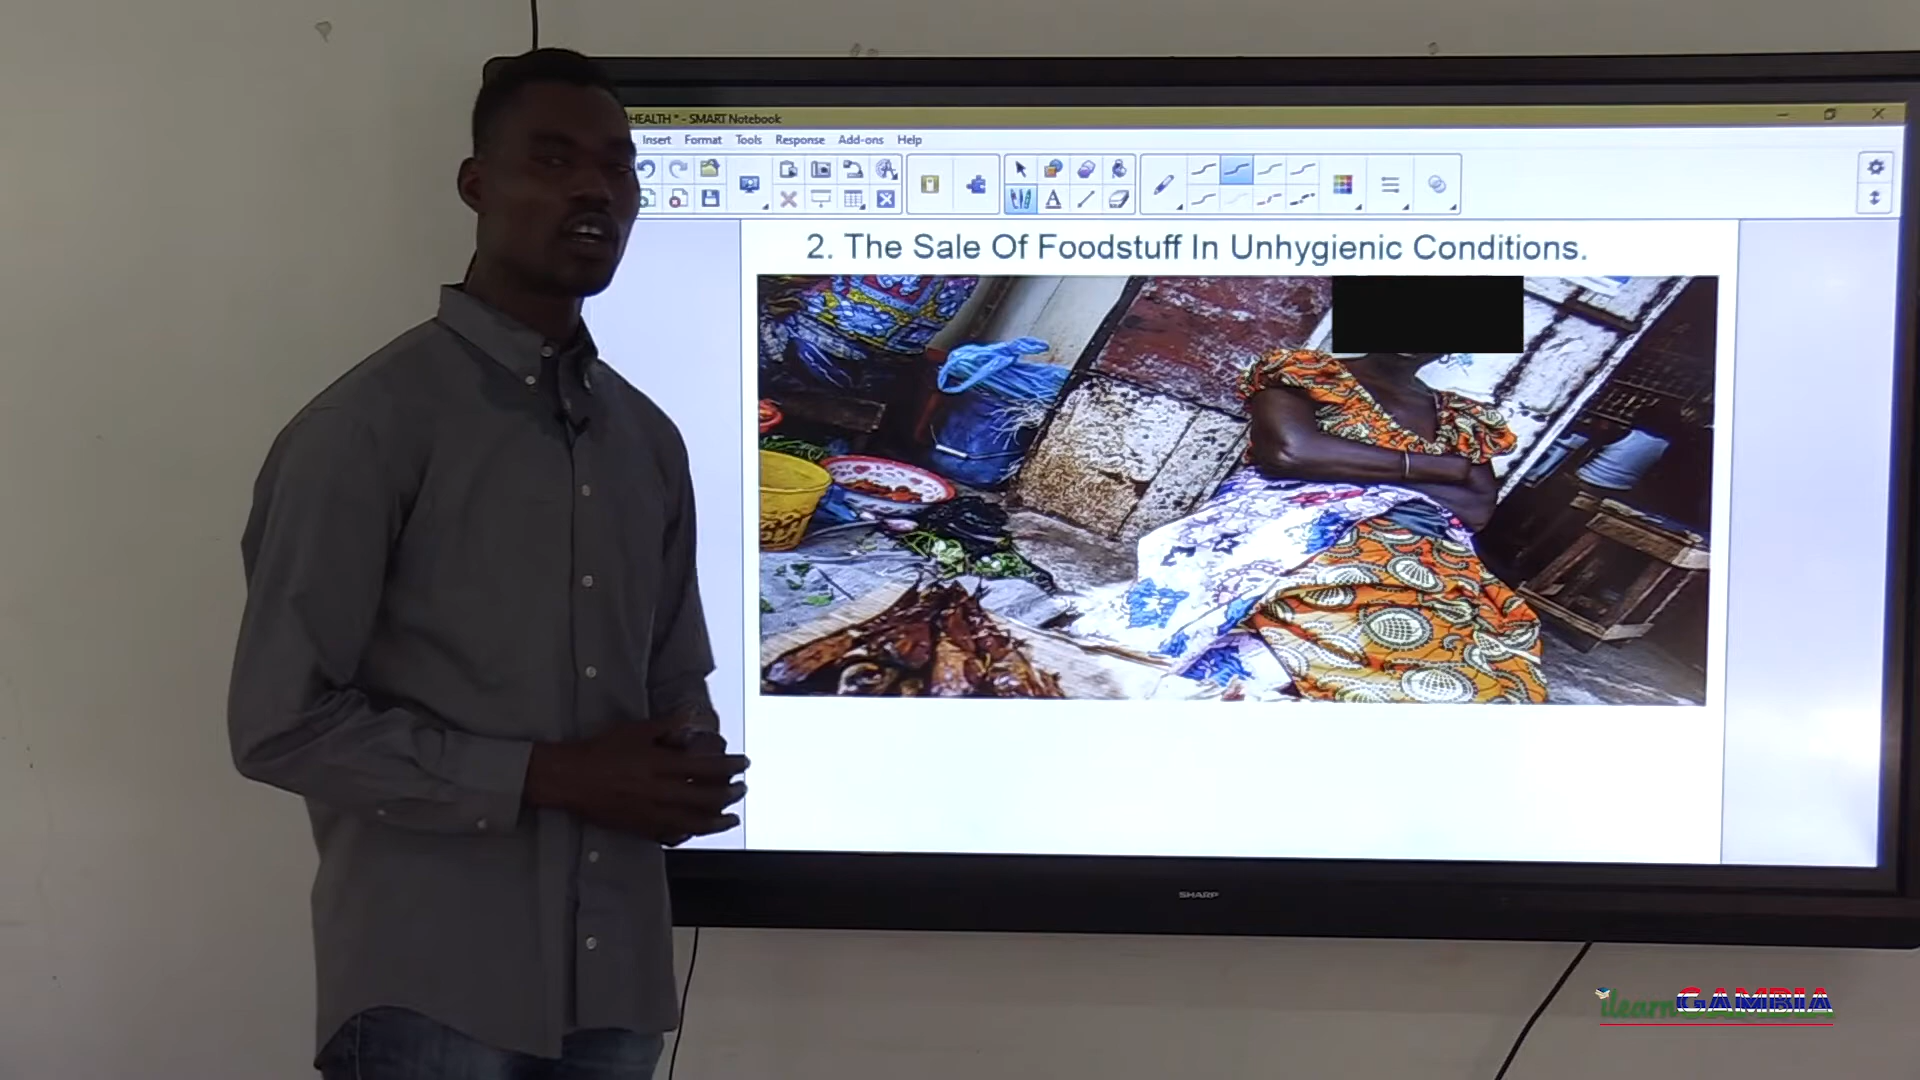 HEALTH * - SMART Notebook
Insert Format Tools Response Add-ons Help
2. The Sale Of Foodstuff In Unhygienic Conditions.
SHARP
ilearnGAMBIA